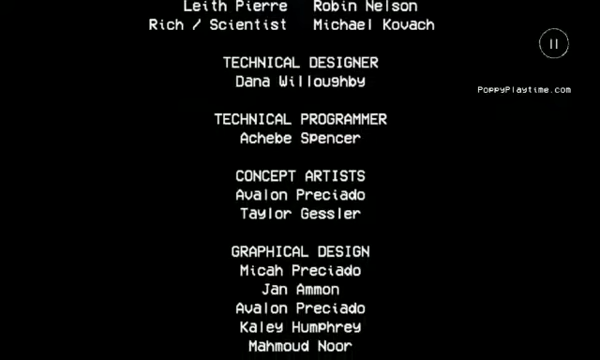 Leith Pierre Robin Nelson
Rich / Scientist Michael Kovach
PoppyPlaytime.com
TECHNICAL DESIGNER
Dana Willoughby
TECHNICAL PROGRAMMER
Achebe Spencer
CONCEPT ARTISTS
Avalon Preciado
Taylor Gessler
GRAPHICAL DESIGN
Micah Preciado
Jan Ammon
Avalon Preciado
Kaley Humphrey
Mahmoud Noor